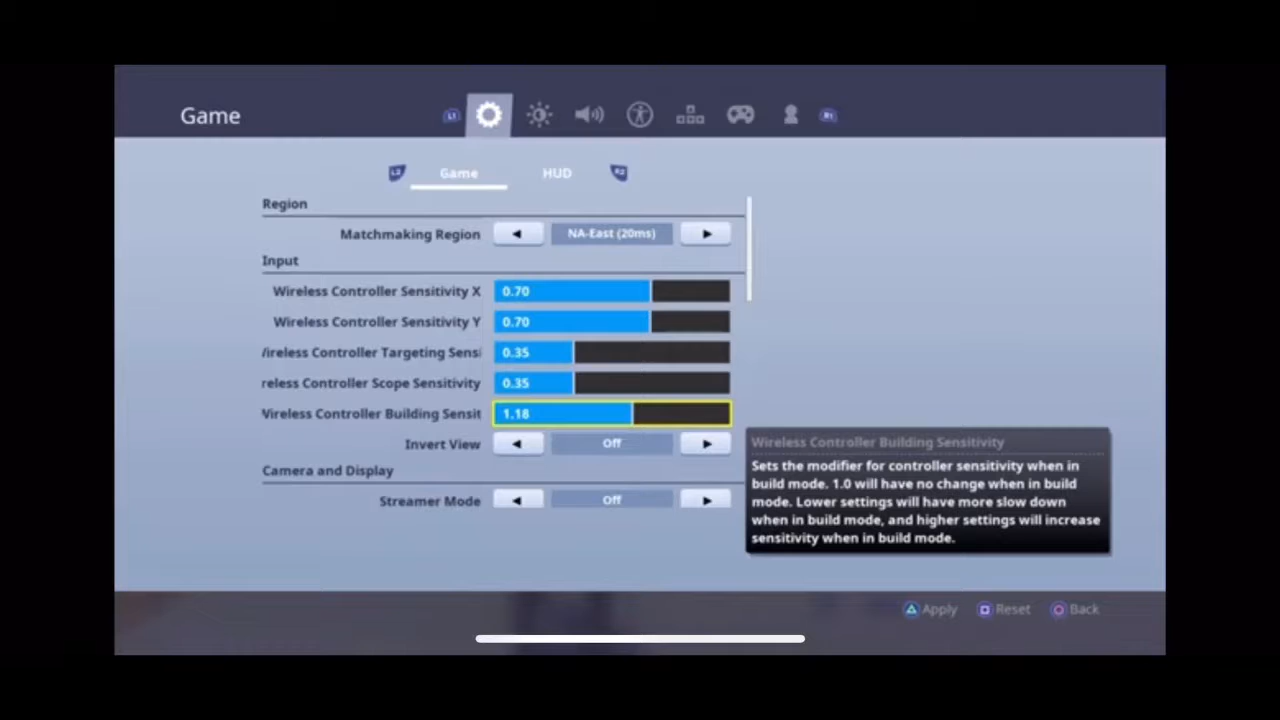 Game
L1
R1
L2
Game
HUD
R2
Region
Matchmaking Region
NA-East (20ms)
Input
Wireless Controller Sensitivity X
0.70
Wireless Controller Sensitivity Y
0.70
ireless Controller Targeting Sensi
0.35
reless Controller Scope Sensitivity
0.35
Wireless Controller Building Sensit
1.18
Invert View
Off
Camera and Display
Streamer Mode
Off
Wireless Controller Building Sensitivity
Sets the modifier for controller sensitivity when in
build mode. 1.0 will have no change when in build
mode. Lower settings will have more slow down
when in build mode, and higher settings will increase
sensitivity when in build mode.
Apply
Reset
Back